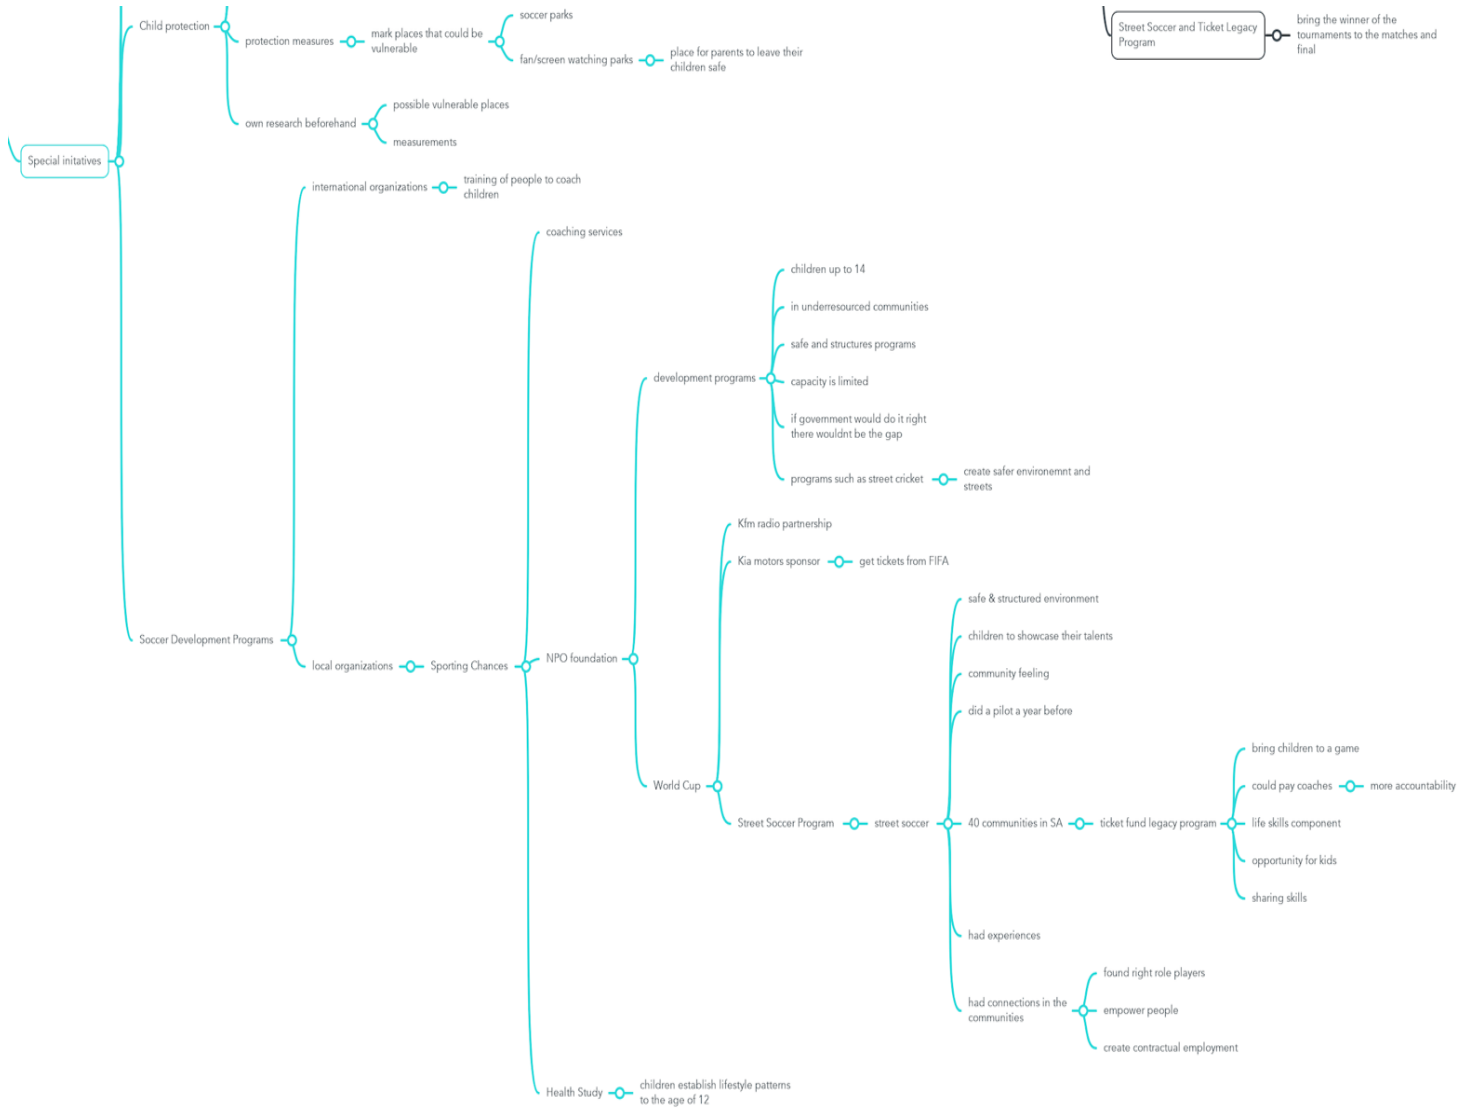 Child protection
protection measures
mark places that could be
vulnerable
soccer parks
fan/screen watching parks
place for parents to leave their
children safe
own research beforehand
possible vulnerable places
measurements
Street Soccer and Ticket Legacy
Program
bring the winner of the
tournaments to the matches and
final
Special initatives
Soccer Development Programs
international organizations
training of people to coach
children
local organizations
Sporting Chances
coaching services
NPO foundation
development programs
children up to 14
in underresourced communities
safe and structures programs
capacity is limited
if government would do it right
there wouldnt be the gap
programs such as street cricket
create safer environemnt and
streets
World Cup
Kfm radio partnership
Kia motors sponsor
get tickets from FIFA
Street Soccer Program
street soccer
safe & structured environment
children to showcase their talents
community feeling
did a pilot a year before
40 communities in SA
ticket fund legacy program
bring children to a game
could pay coaches
more accountability
life skills component
opportunity for kids
sharing skills
had experiences
had connections in the
communities
found right role players
empower people
create contractual employment
Health Study
children establish lifestyle patterns
to the age of 12